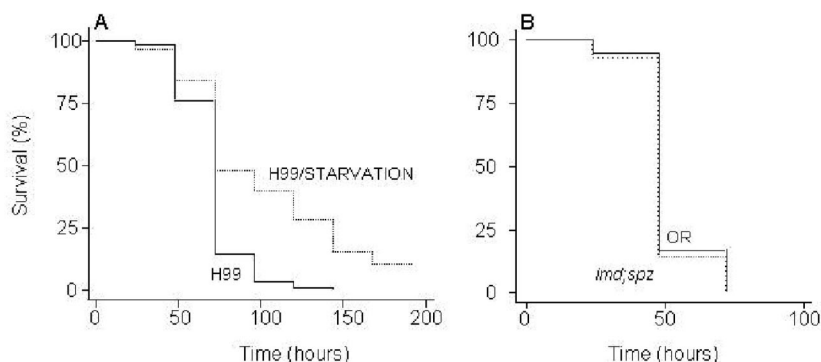 A
Survival (%)
100
75
50
25
0
H99/STARVATION
H99
0 50 100 150 200
Time (hours)
B
100
75
50
25
0
OR
Imd;spz
0 50 100
Time (hours)